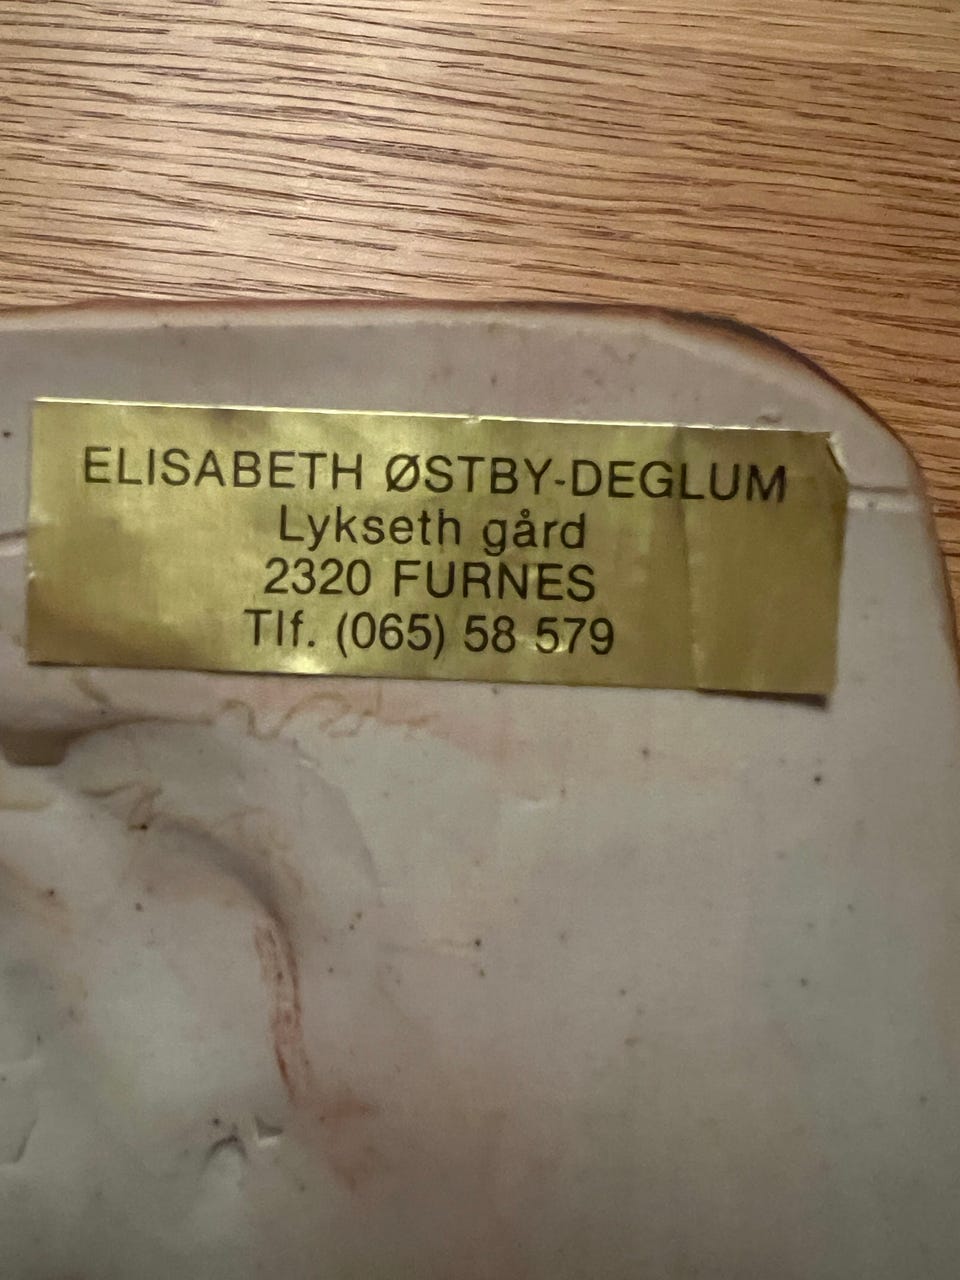 ELISABETH ØSTBY-DEGLUM
Lykseth gård
2320 FURNES
Tlf. (065) 58 579